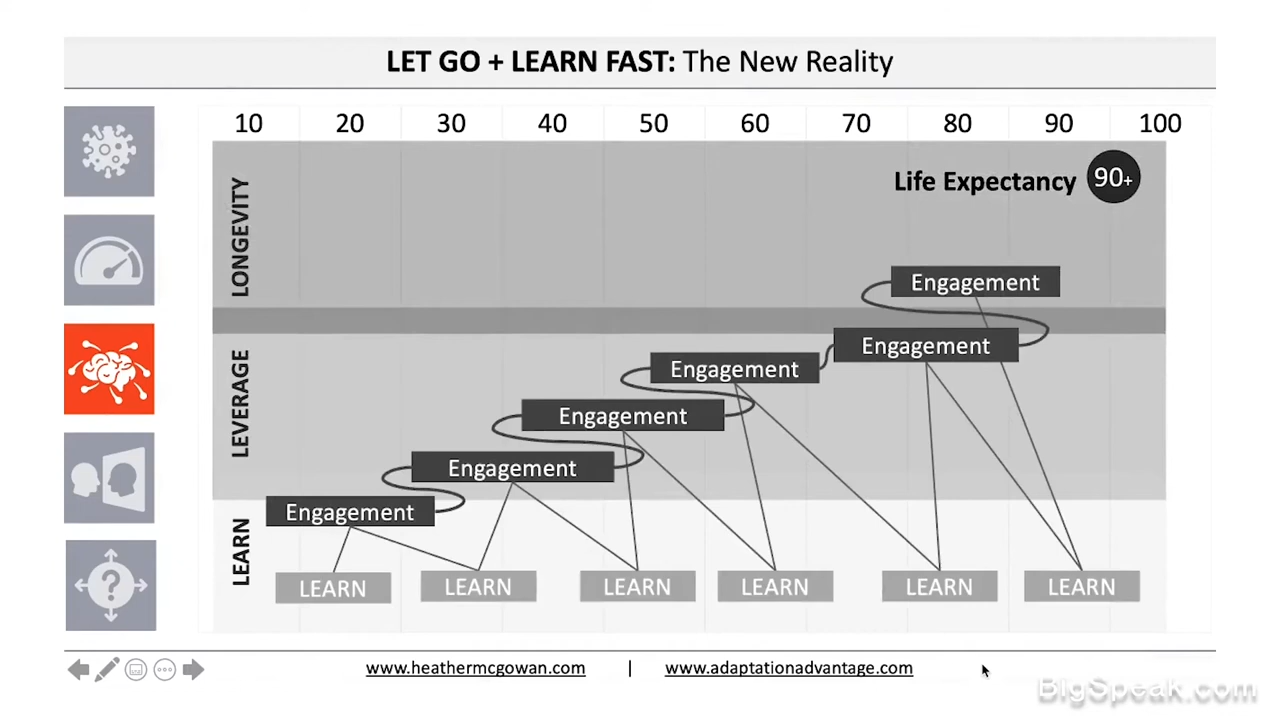 LET GO + LEARN FAST: The New Reality
10 20 30 40 50 60 70 80 90 100
LONGEVITY
Life Expectancy 90+
Engagement
Engagement
LEVERAGE
Engagement
Engagement
Engagement
Engagement
LEARN
LEARN LEARN LEARN LEARN LEARN LEARN
?
www.heathermcgowan.com | www.adaptationadvantage.com
BigSpeak.com